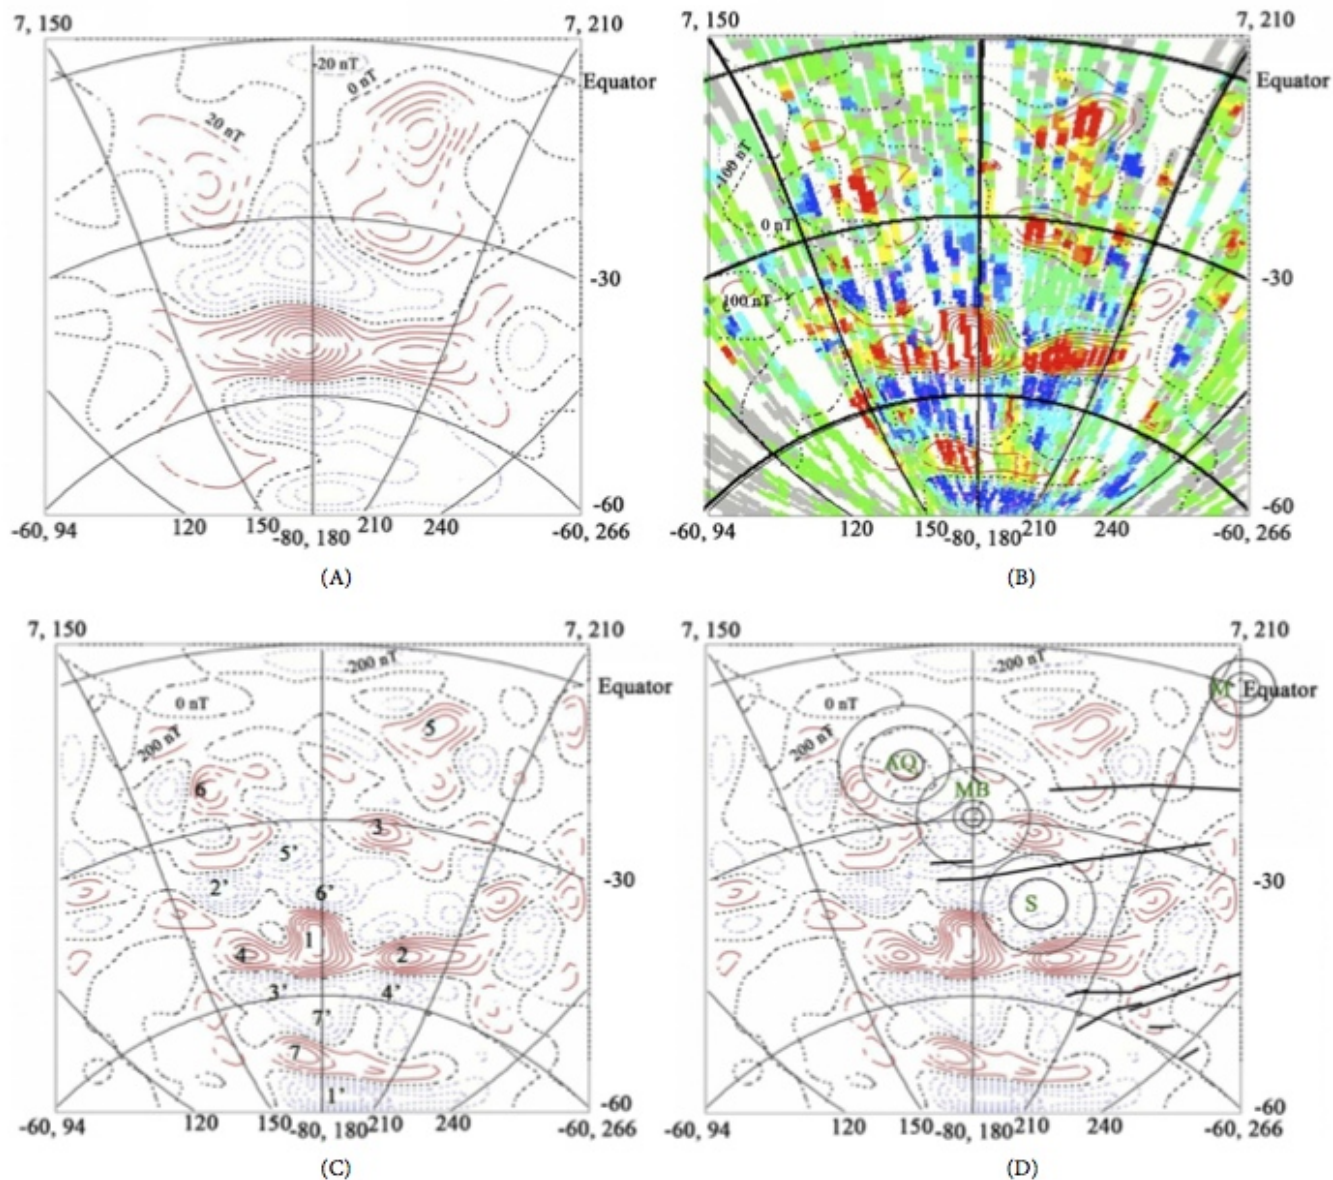 7, 150
7, 210
-20 nT
0 nT
20 nT
Equator
-30
-60
-60, 94
120
150
-80, 180
210
240
-60, 266
(A)
7, 150
7, 210
Equator
-100 nT
0 nT
100 nT
-30
-60
-60, 94
120
150
-80, 180
210
240
-60, 266
(B)
7, 150
7, 210
-200 nT
0 nT
200 nT
Equator
5
6
3
5'
2'
6'
-30
1
4
2
3'
4'
7'
7
1'
-60
-60, 94
120
150
-80, 180
210
240
-60, 266
(C)
7, 150
7, 210
-200 nT
M
Equator
0 nT
200 nT
AQ
MB
S
-30
-60
-60, 94
120
150
-80, 180
210
240
-60, 266
(D)